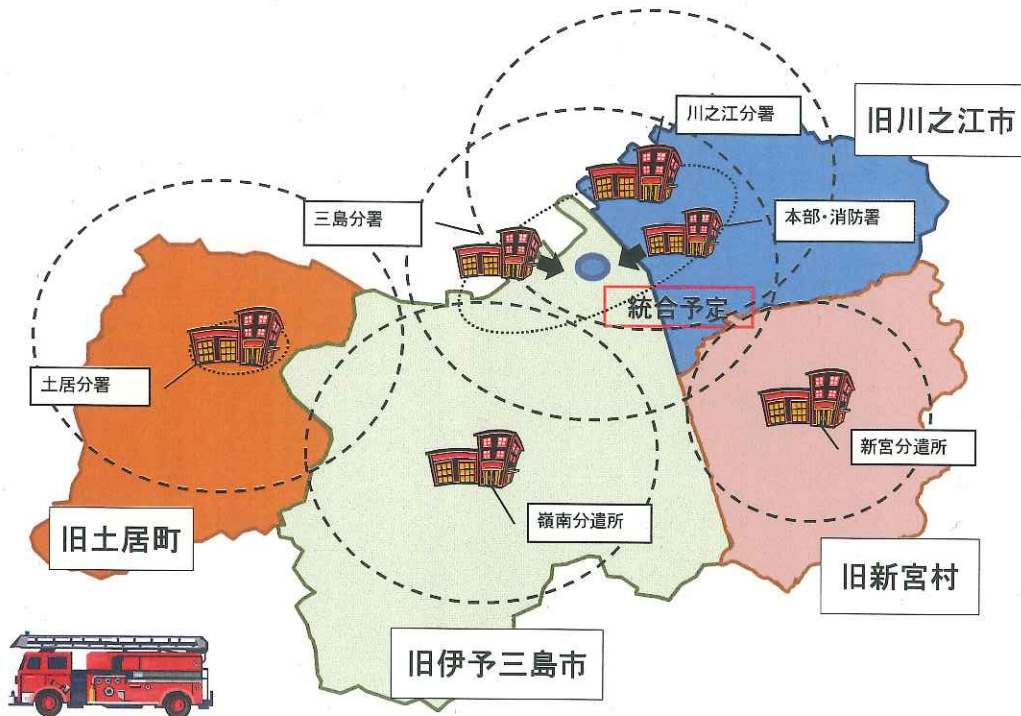 川之江分署
旧川之江市
三島分署
本部・消防署
統合予定
土居分署
新宮分遣所
嶺南分遣所
旧土居町
旧新宮村
旧伊予三島市